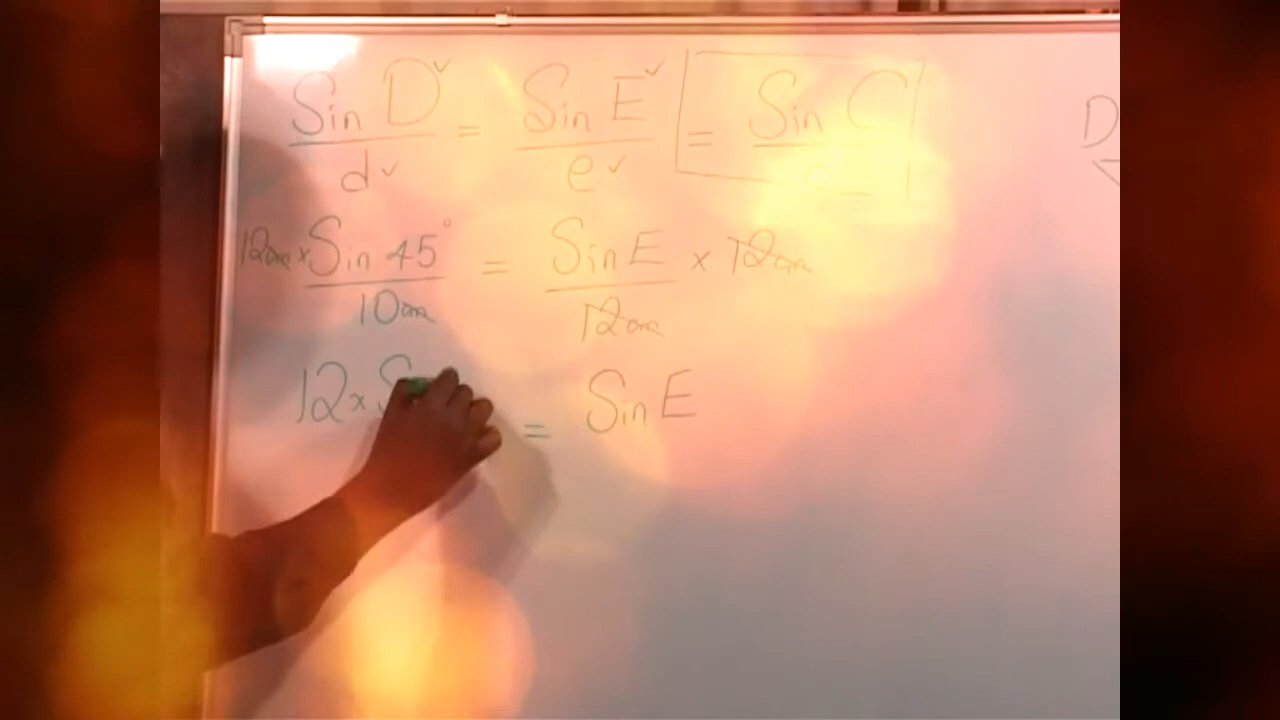 Sin D / d = Sin E / e = Sin C
D
12cm × Sin 45° / 10cm = Sin E / 12cm × 12cm
12 × S = Sin E